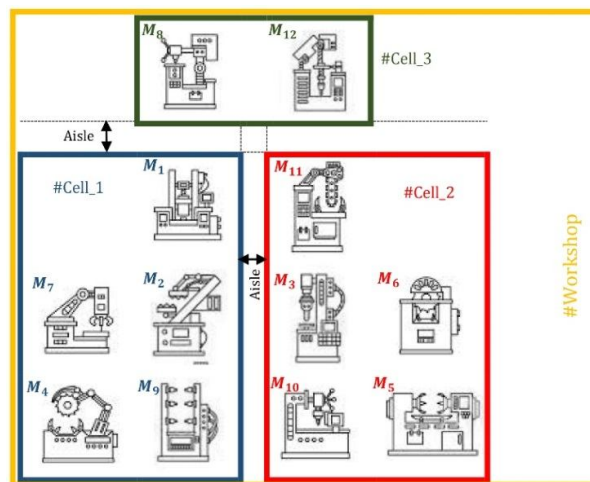 M8
M12
#Cell_3
Aisle
M1
M11
#Cell_1
#Cell_2
M7
M2
Aisle
M3
M6
#Workshop
M4
M9
M10
M5